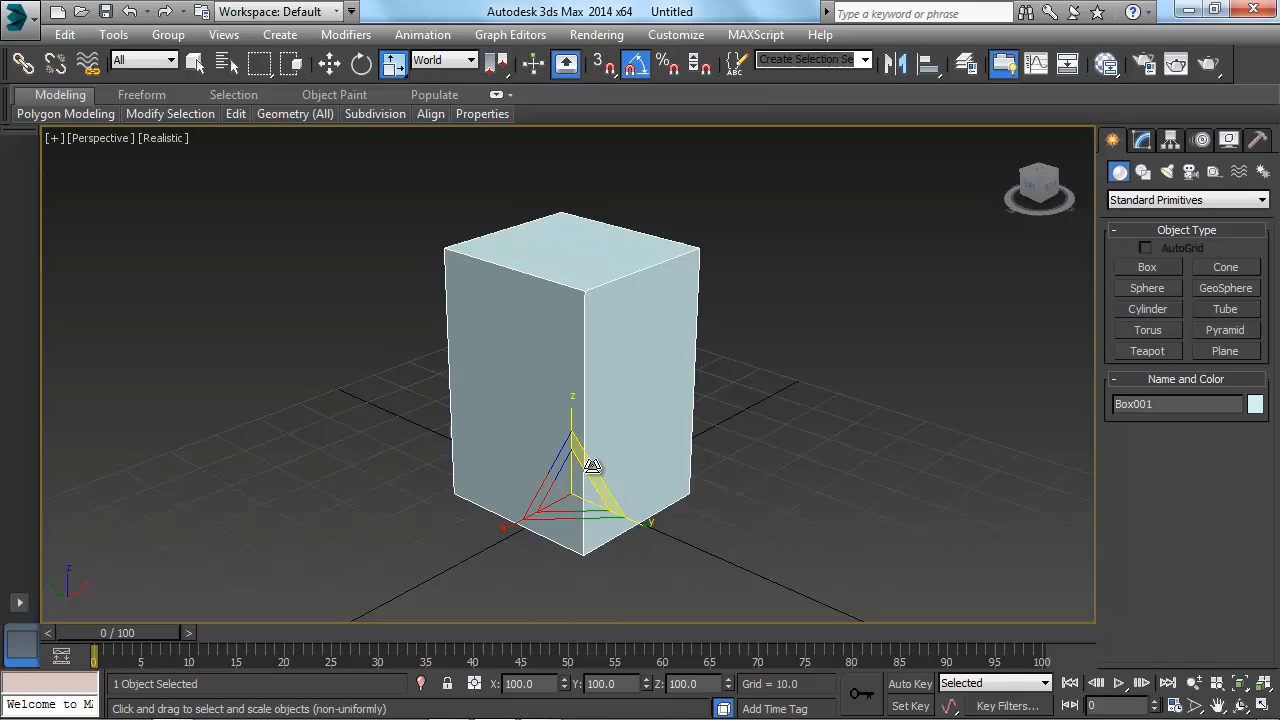 Workspace: Default
Autodesk 3ds Max 2014 x64 Untitled
Type a keyword or phrase
Edit Tools Group Views Create Modifiers Animation Graph Editors Rendering Customize MAXScript Help
All
World
3
Create Selection Se
Modeling Freeform Selection Object Paint Populate
Polygon Modeling Modify Selection Edit Geometry (All) Subdivision Align Properties
[ + ] [Perspective ] [Realistic ]
Standard Primitives
- Object Type
AutoGrid
Box Cone
Sphere GeoSphere
Cylinder Tube
Torus Pyramid
Teapot Plane
- Name and Color
Box001
z
x
y
z
< 0 / 100 >
0 5 10 15 20 25 30 35 40 45 50 55 60 65 70 75 80 85 90 95 100
1 Object Selected X: 100.0 Y: 100.0 Z: 100.0 Grid = 10.0 Auto Key Selected
Welcome to M Click and drag to select and scale objects (non-uniformly) Add Time Tag Set Key Key Filters... 0